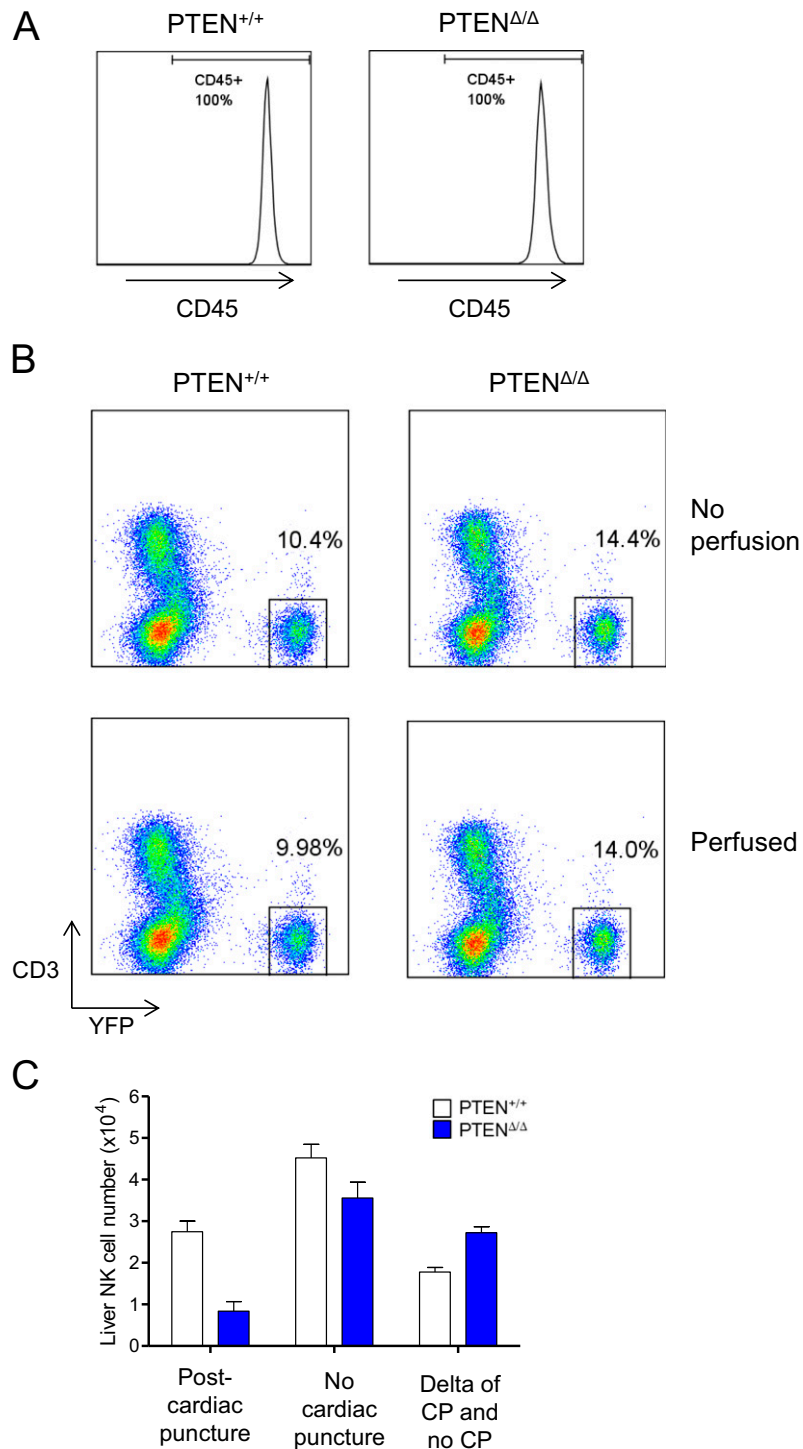 A
PTEN+/+
PTENΔ/Δ
CD45+
100%
CD45+
100%
CD45
CD45
B
PTEN+/+
PTENΔ/Δ
10.4%
14.4%
No
perfusion
9.98%
14.0%
Perfused
CD3
YFP
C
Liver NK cell number (x10⁴)
6
5
4
3
2
1
0
PTEN+/+
PTENΔ/Δ
Post-
cardiac
puncture
No
cardiac
puncture
Delta of
CP and
no CP